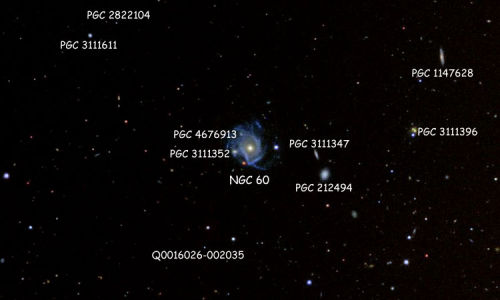 PGC 2822104
PGC 3111611
PGC 1147628
PGC 4676913
PGC 3111396
PGC 3111352
PGC 3111347
NGC 60
PGC 212494
Q0016026-002035